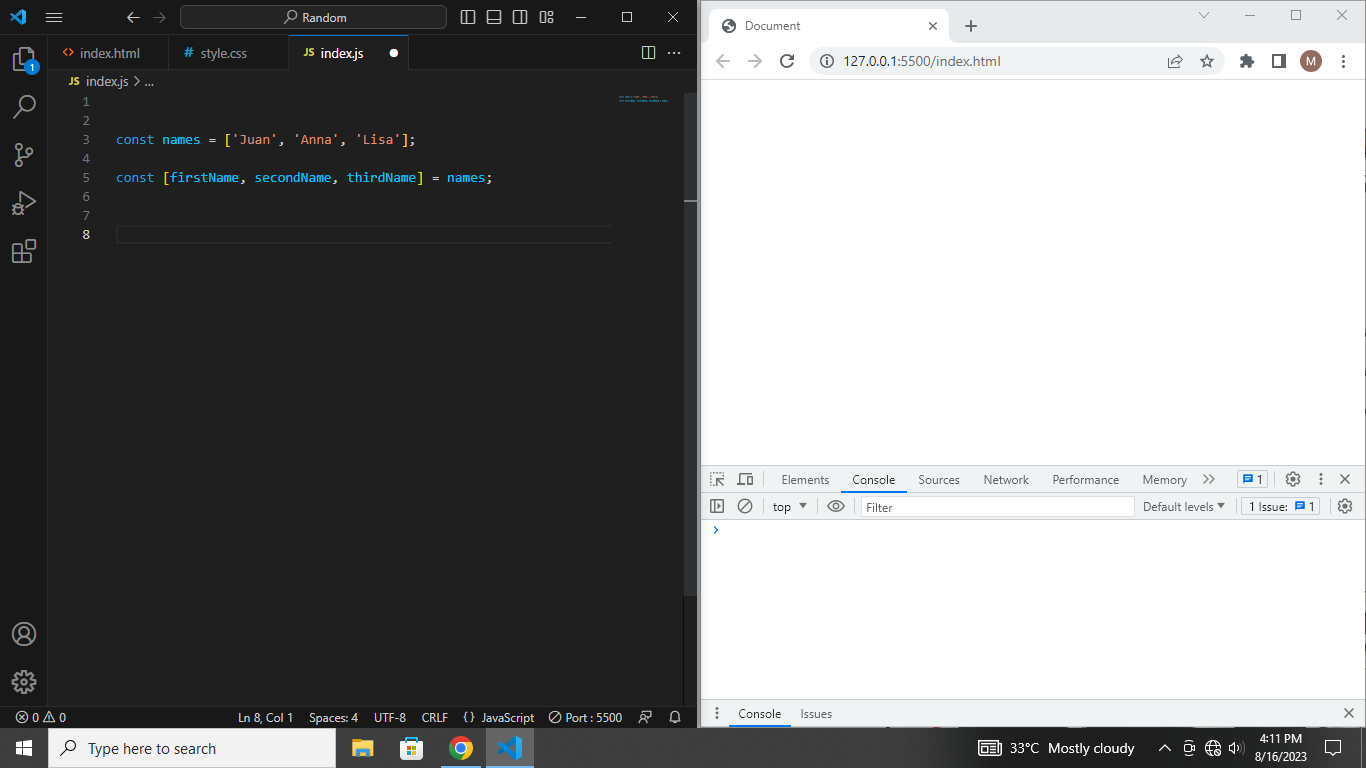 Random
index.html
style.css
JS index.js
JS index.js > ...
1
2
3 const names = ['Juan', 'Anna', 'Lisa'];
4
5 const [firstName, secondName, thirdName] = names;
6
7
8
1
0 0
Ln 8, Col 1
Spaces: 4
UTF-8
CRLF
{} JavaScript
Port : 5500
Document
127.0.0.1:5500/index.html
M
Elements
Console
Sources
Network
Performance
Memory
1
top
Filter
Default levels
1 Issue: 1
Console
Issues
Type here to search
33°C Mostly cloudy
4:11 PM
8/16/2023